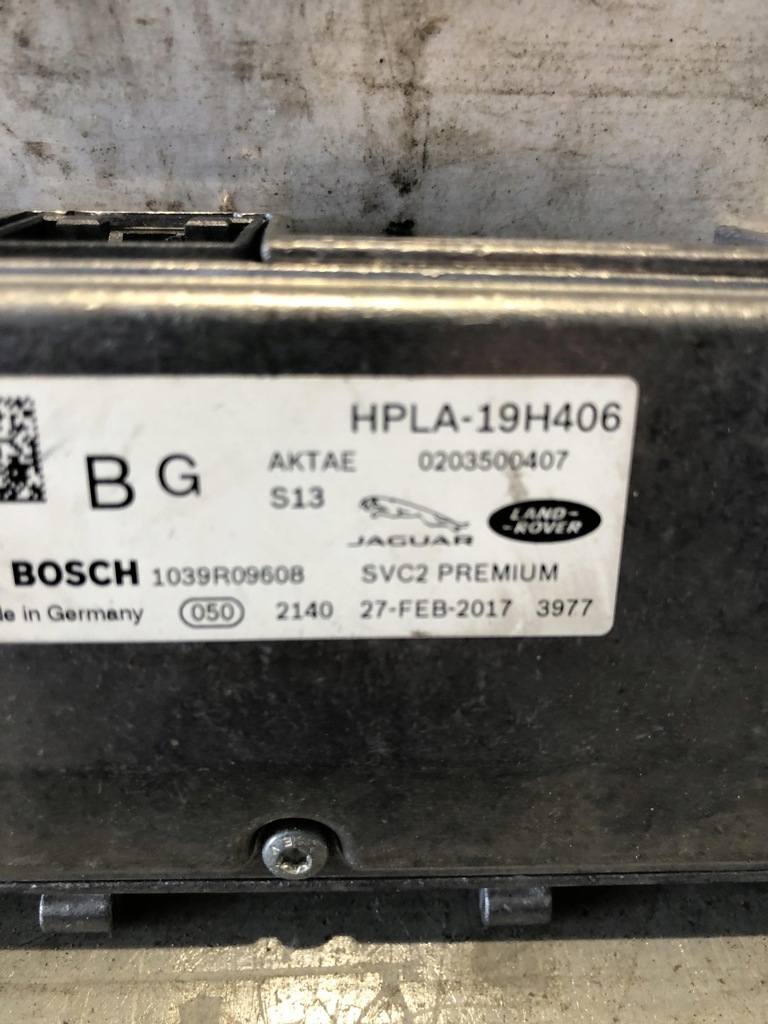 HPLA-19H406
B G AKTAE 0203500407
S13
LAND-
-ROVER
JAGUAR
BOSCH 1039R09608 SVC2 PREMIUM
in Germany 050 2140 27-FEB-2017 3977